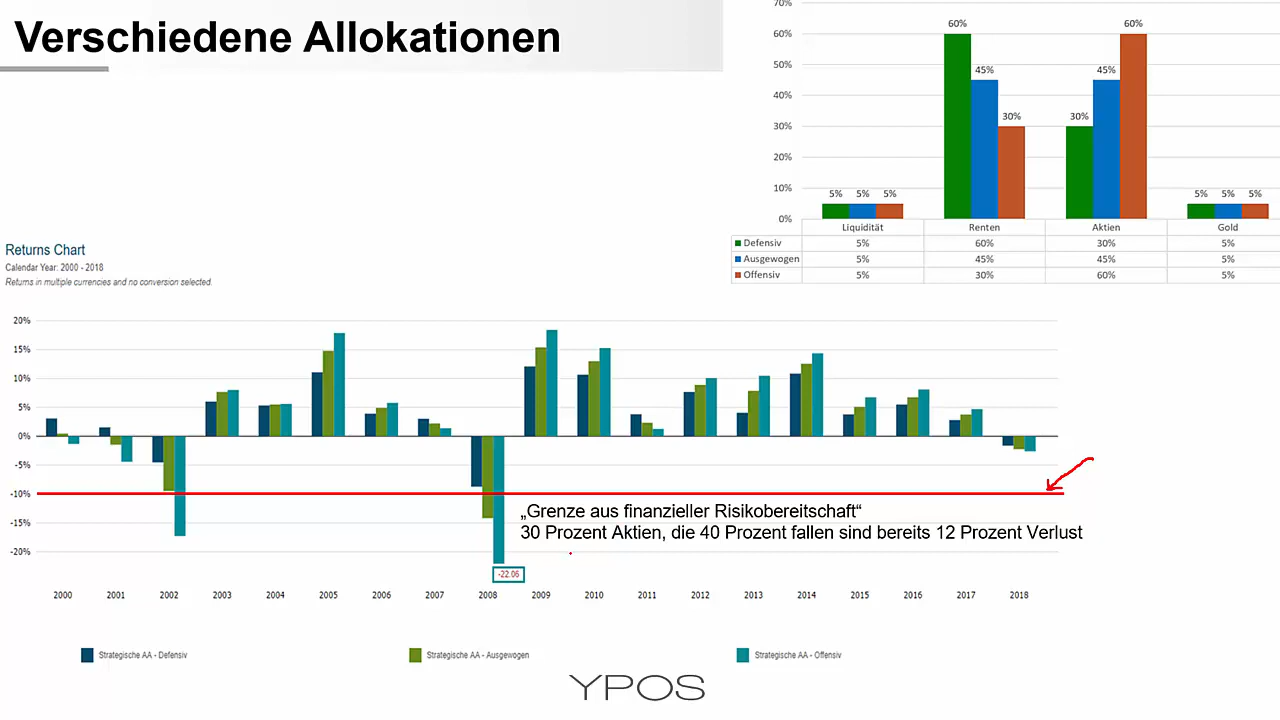 Verschiedene Allokationen
70%
60%
50%
40%
30%
20%
10%
0%
5% 5% 5%
60% 45% 30%
30% 45% 60%
5% 5% 5%
Liquidität Renten Aktien Gold
Defensiv 5% 60% 30% 5%
Ausgewogen 5% 45% 45% 5%
Offensiv 5% 30% 60% 5%
Returns Chart
Calendar Year: 2000 - 2018
Returns in multiple currencies and no conversion selected.
20%
15%
10%
5%
0%
-5%
-10%
-15%
-20%
„Grenze aus finanzieller Risikobereitschaft“
30 Prozent Aktien, die 40 Prozent fallen sind bereits 12 Prozent Verlust
-22.06
2000 2001 2002 2003 2004 2005 2006 2007 2008 2009 2010 2011 2012 2013 2014 2015 2016 2017 2018
Strategische AA - Defensiv Strategische AA - Ausgewogen Strategische AA - Offensiv
YPOS